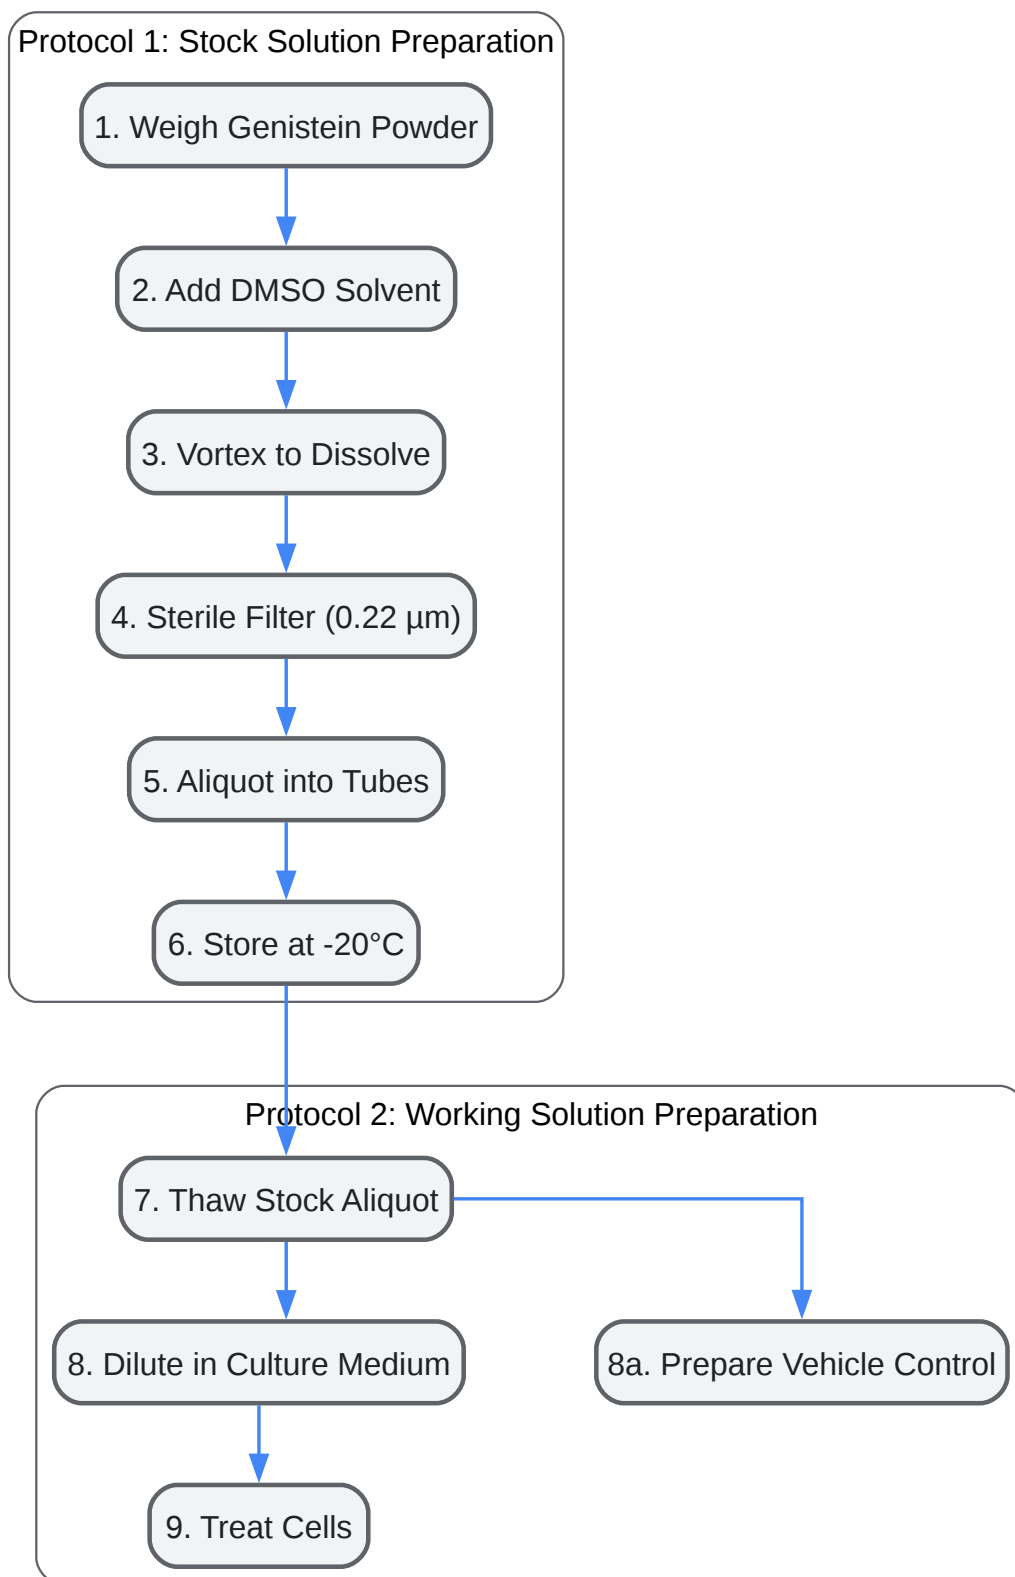 Protocol 1: Stock Solution Preparation
1. Weigh Genistein Powder
2. Add DMSO Solvent
3. Vortex to Dissolve
4. Sterile Filter (0.22 µm)
5. Aliquot into Tubes
6. Store at -20°C
Protocol 2: Working Solution Preparation
7. Thaw Stock Aliquot
8. Dilute in Culture Medium
8a. Prepare Vehicle Control
9. Treat Cells